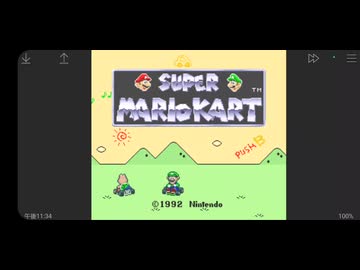 SUPER
MARIOKART
TM
PUSH B
©1992 Nintendo
午後11:34
100%